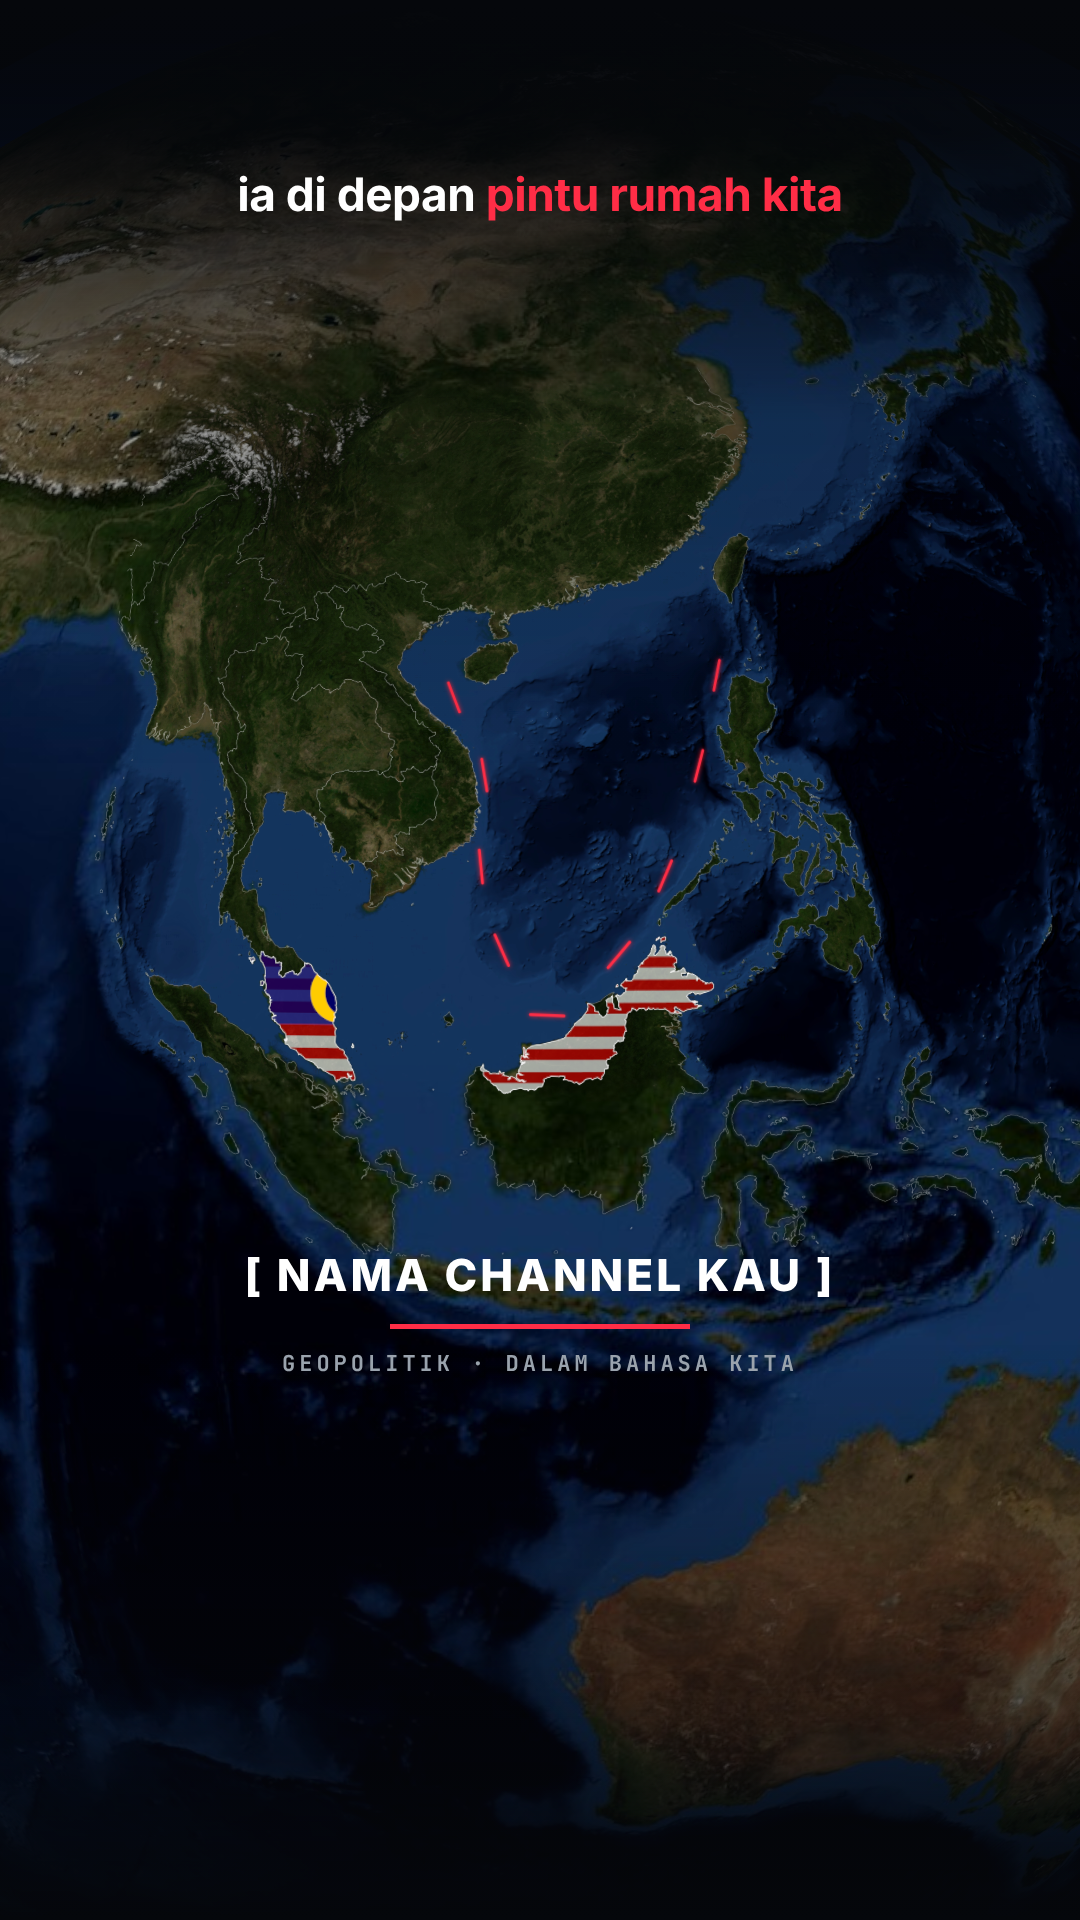 ia di depan pintu rumah kita
[ NAMA CHANNEL KAU ]
GEOPOLITIK · DALAM BAHASA KITA